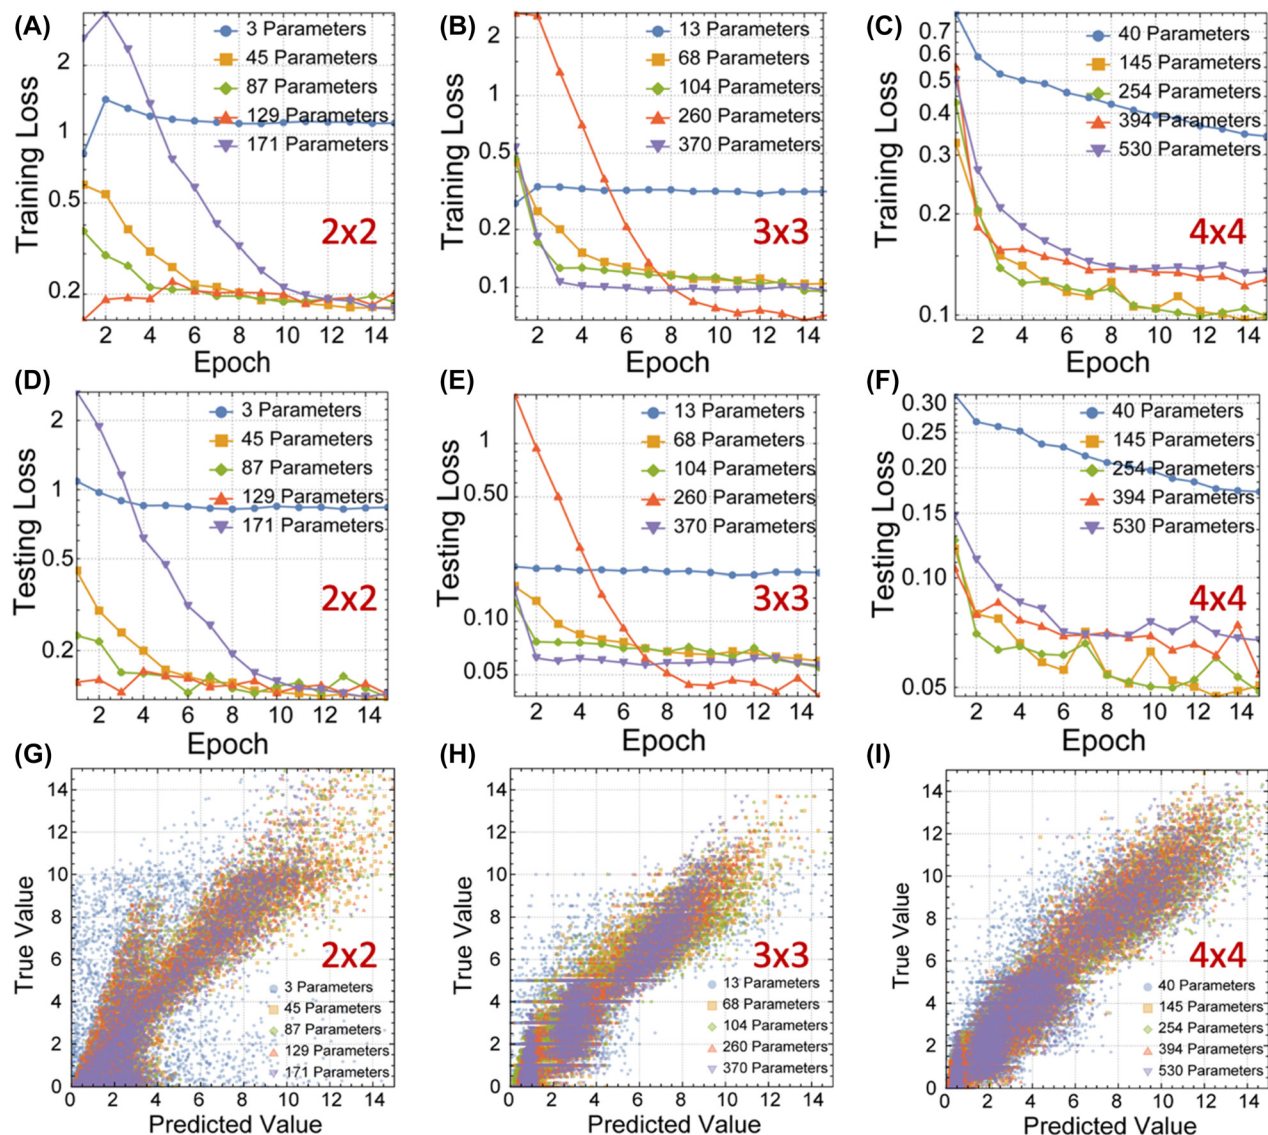 (A)
Training Loss
2
1
0.5
0.2
3 Parameters
45 Parameters
87 Parameters
129 Parameters
171 Parameters
2x2
2 4 6 8 10 12 14
Epoch
(B)
Training Loss
2
1
0.5
0.2
0.1
13 Parameters
68 Parameters
104 Parameters
260 Parameters
370 Parameters
3x3
2 4 6 8 10 12 14
Epoch
(C)
Training Loss
0.7
0.6
0.5
0.4
0.3
0.2
0.1
40 Parameters
145 Parameters
254 Parameters
394 Parameters
530 Parameters
4x4
2 4 6 8 10 12 14
Epoch
(D)
Testing Loss
2
1
0.5
0.2
3 Parameters
45 Parameters
87 Parameters
129 Parameters
171 Parameters
2x2
2 4 6 8 10 12 14
Epoch
(E)
Testing Loss
1
0.50
0.10
0.05
13 Parameters
68 Parameters
104 Parameters
260 Parameters
370 Parameters
3x3
2 4 6 8 10 12 14
Epoch
(F)
Testing Loss
0.30
0.25
0.20
0.15
0.10
0.05
40 Parameters
145 Parameters
254 Parameters
394 Parameters
530 Parameters
4x4
2 4 6 8 10 12 14
Epoch
(G)
True Value
14
12
10
8
6
4
2
0
2x2
3 Parameters
45 Parameters
87 Parameters
129 Parameters
171 Parameters
0 2 4 6 8 10 12 14
Predicted Value
(H)
True Value
14
12
10
8
6
4
2
0
3x3
13 Parameters
68 Parameters
104 Parameters
260 Parameters
370 Parameters
0 2 4 6 8 10 12 14
Predicted Value
(I)
True Value
14
12
10
8
6
4
2
0
4x4
40 Parameters
145 Parameters
254 Parameters
394 Parameters
530 Parameters
0 2 4 6 8 10 12 14
Predicted Value